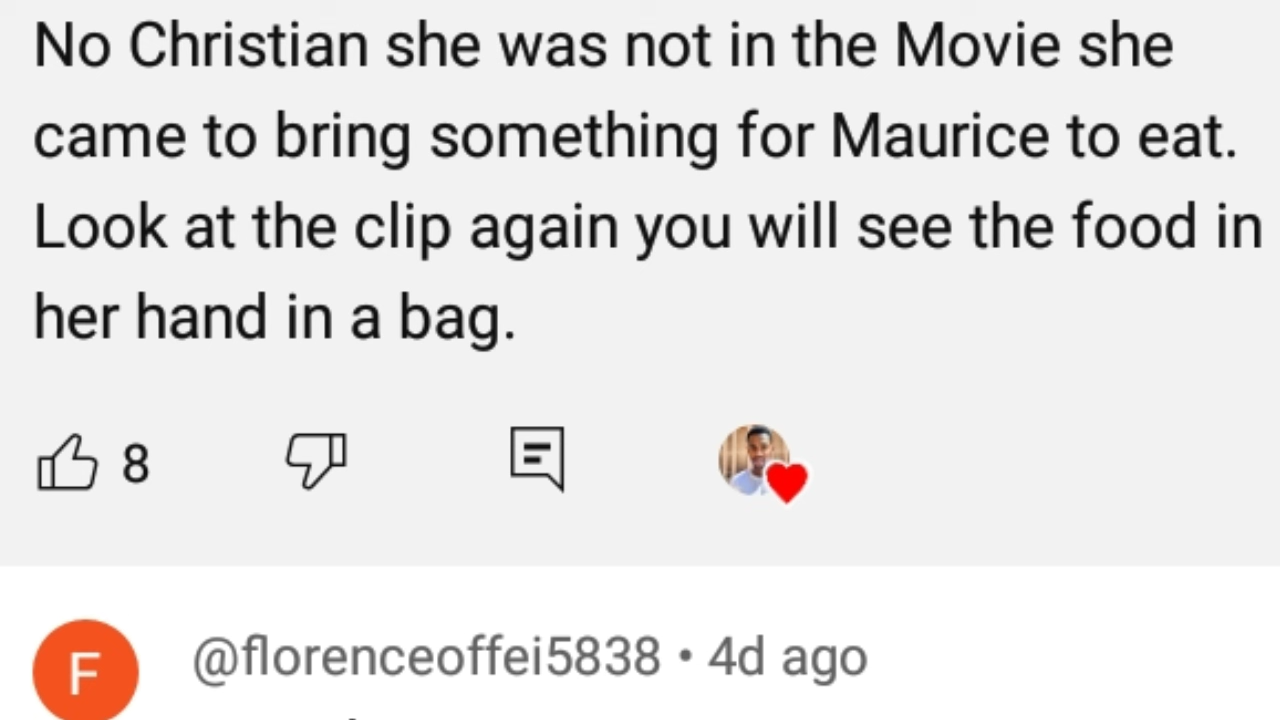 No Christian she was not in the Movie she
came to bring something for Maurice to eat.
Look at the clip again you will see the food in
her hand in a bag.
8
F
@florenceoffei5838 • 4d ago